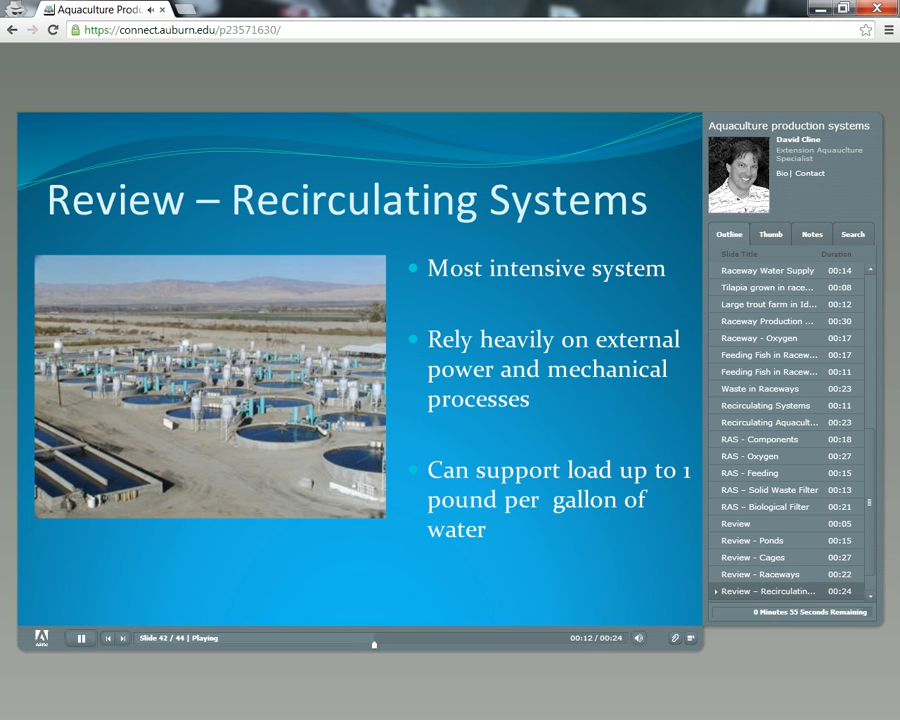 Aquaculture Produ
https://connect.auburn.edu/p23571630/
Review – Recirculating Systems
Most intensive system
Rely heavily on external
power and mechanical
processes
Can support load up to 1
pound per gallon of
water
Aquaculture production systems
David Cline
Extension Aquauclture
Specialist
Bio | Contact
Outline Thumb Notes Search
Slide Title Duration
Raceway Water Supply 00:14
Tilapia grown in race... 00:08
Large trout farm in Id... 00:12
Raceway Production ... 00:30
Raceway - Oxygen 00:17
Feeding Fish in Racew... 00:17
Feeding Fish in Racew... 00:11
Waste in Raceways 00:23
Recirculating Systems 00:11
Recirculating Aquacult... 00:23
RAS - Components 00:18
RAS - Oxygen 00:27
RAS - Feeding 00:15
RAS – Solid Waste Filter 00:13
RAS – Biological Filter 00:21
Review 00:05
Review - Ponds 00:15
Review - Cages 00:27
Review - Raceways 00:22
Review – Recirculatin... 00:24
0 Minutes 55 Seconds Remaining
Adobe
Slide 42 / 44 | Playing
00:12 / 00:24